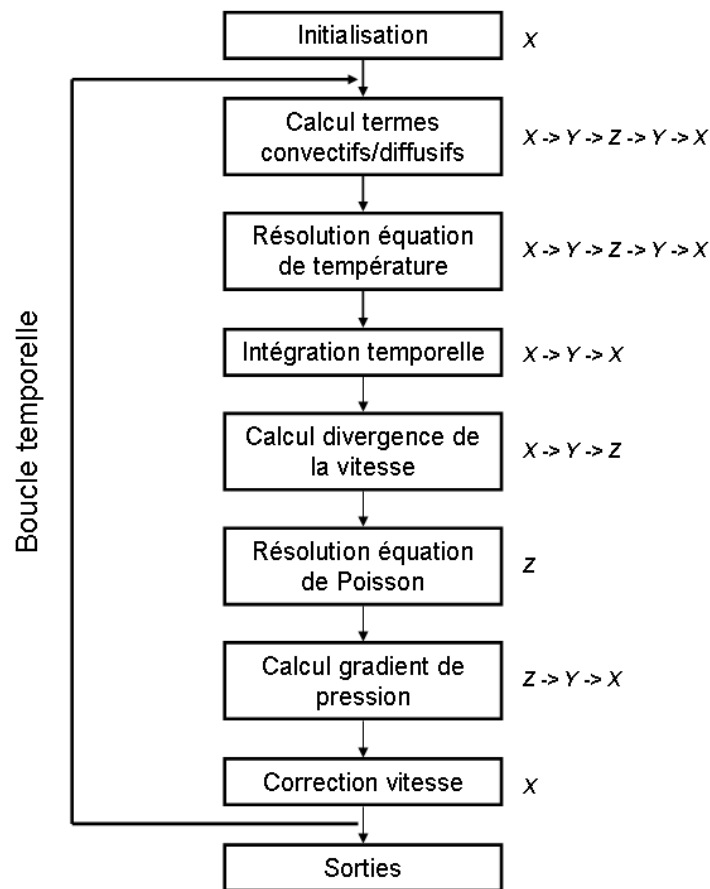 Initialisation
X
Calcul termes
convectifs/diffusifs
X -> Y -> Z -> Y -> X
Résolution équation
de température
X -> Y -> Z -> Y -> X
Intégration temporelle
X -> Y -> X
Calcul divergence de
la vitesse
X -> Y -> Z
Résolution équation
de Poisson
Z
Calcul gradient de
pression
Z -> Y -> X
Correction vitesse
X
Sorties
Boucle temporelle